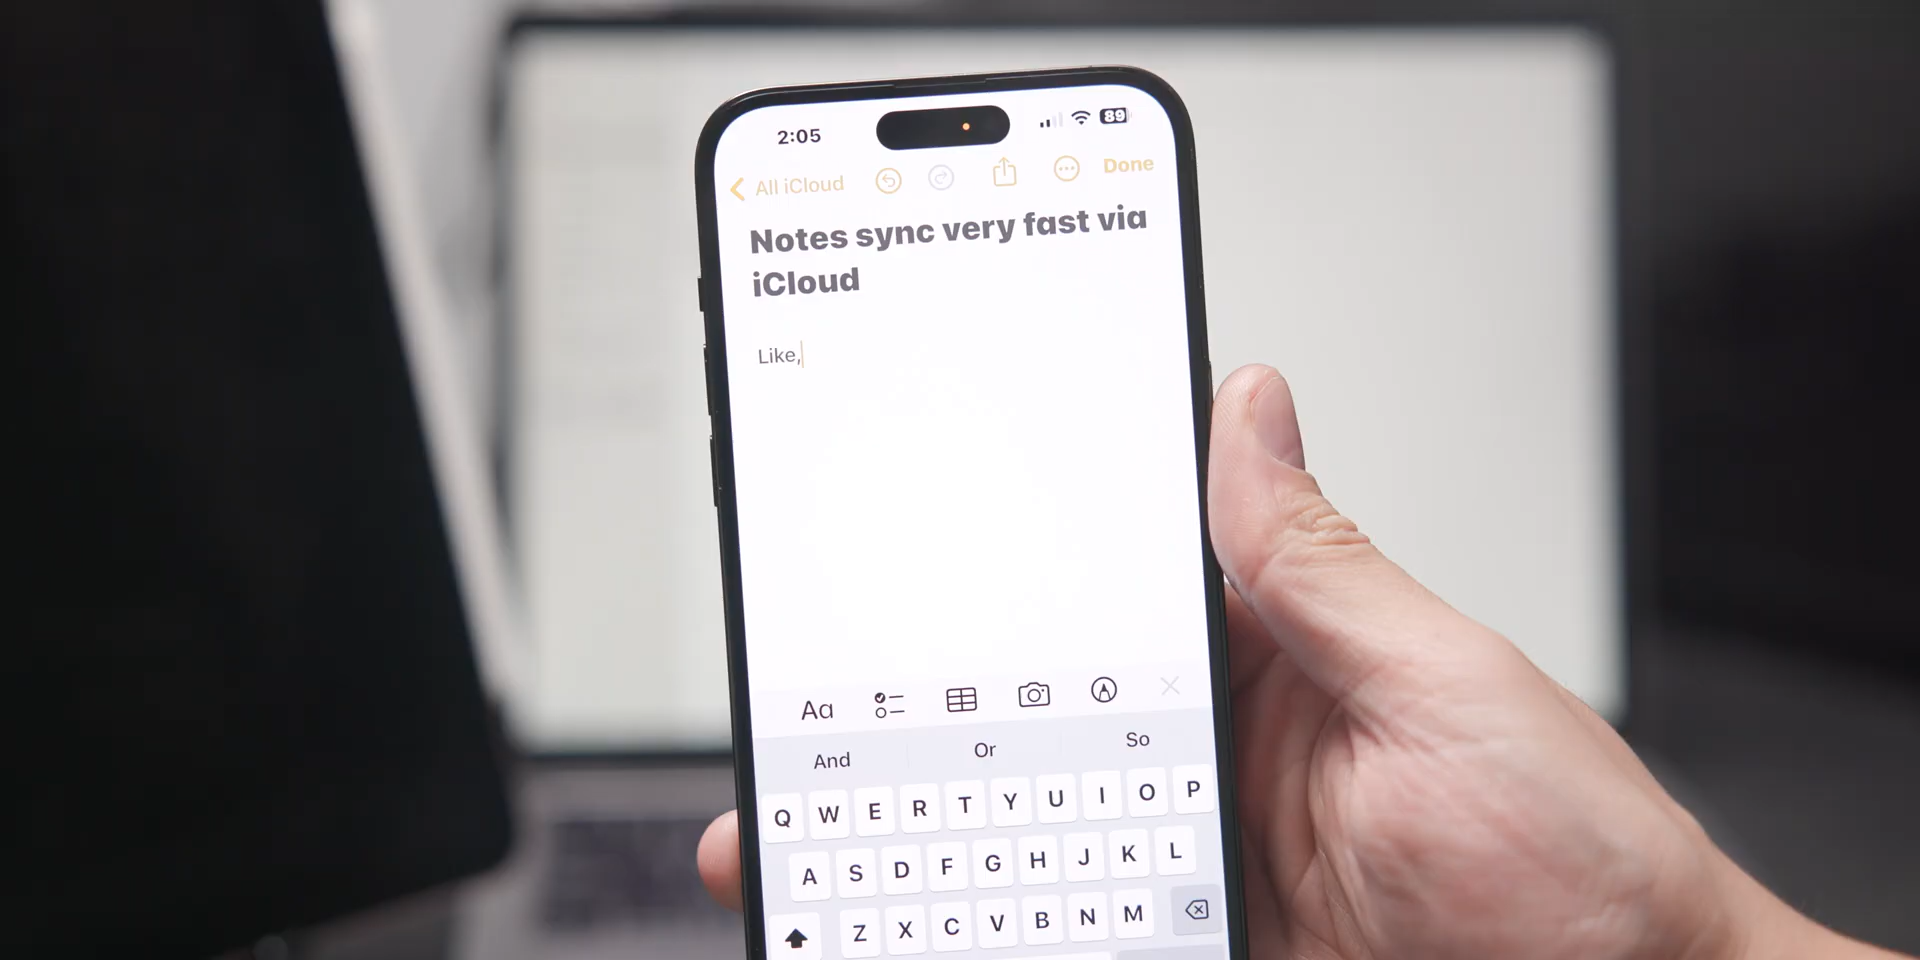 2:05
89
All iCloud
Done
Notes sync very fast via
iCloud
Like,
Aa
And Or So
Q W E R T Y U I O P
A S D F G H J K L
Z X C V B N M